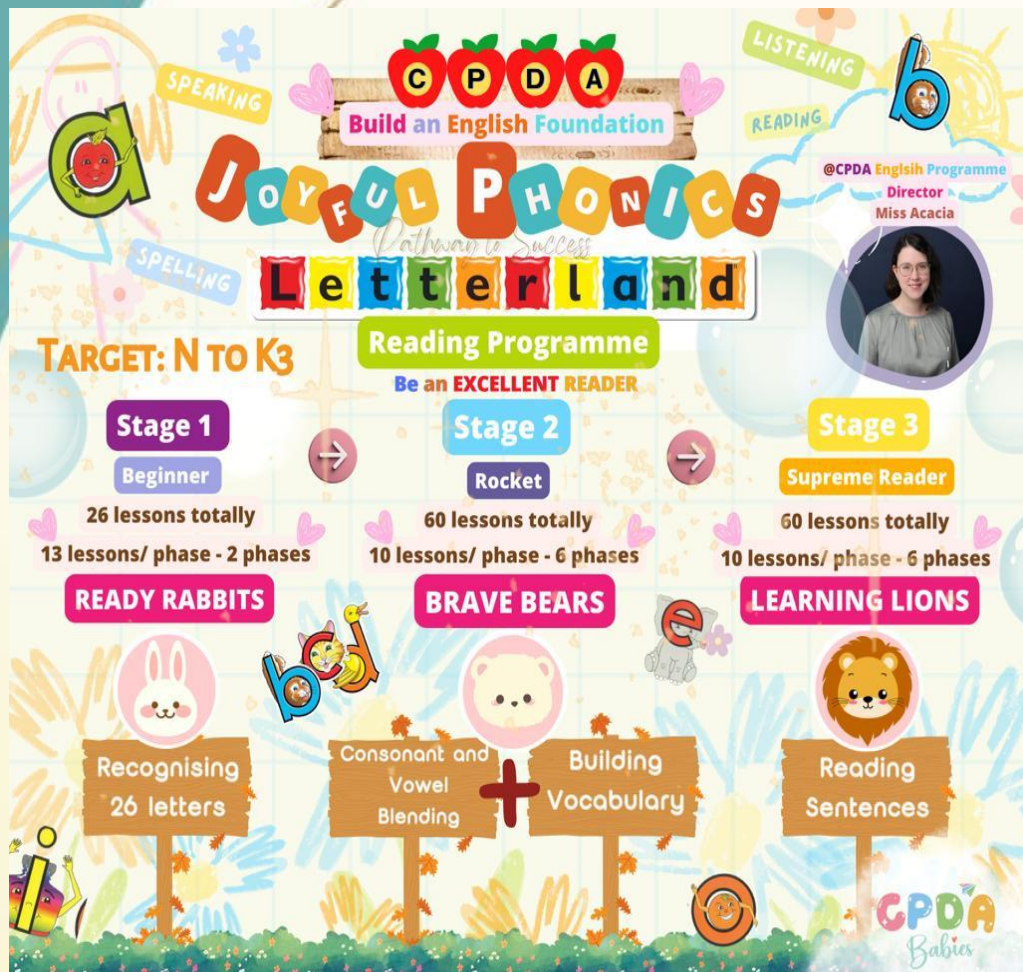 C P D A
Build an English Foundation
SPEAKING
LISTENING
READING
SPELLING
a
b
JOYFUL PHONICS
Pathway to Success
Letterland
@CPDA Englsih Programme
Director
Miss Acacia
Reading Programme
Be an EXCELLENT READER
TARGET: N TO K3
Stage 1
Beginner
26 lessons totally
13 lessons/ phase - 2 phases
READY RABBITS
Stage 2
Rocket
60 lessons totally
10 lessons/ phase - 6 phases
BRAVE BEARS
Stage 3
Supreme Reader
60 lessons totally
10 lessons/ phase - 6 phases
LEARNING LIONS
bcd
e
Recognising
26 letters
Consonant and
Vowel
Blending
+
Building
Vocabulary
Reading
Sentences
i
o
CPDA
Babies